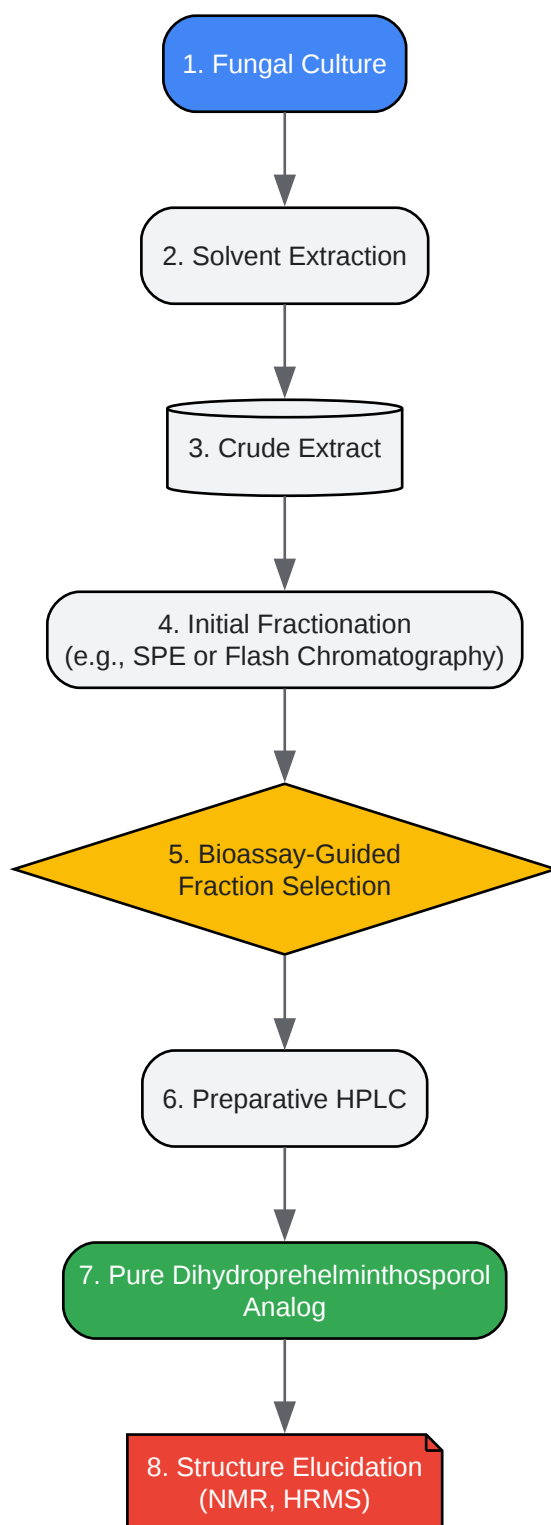 1. Fungal Culture
2. Solvent Extraction
3. Crude Extract
4. Initial Fractionation
(e.g., SPE or Flash Chromatography)
5. Bioassay-Guided
Fraction Selection
6. Preparative HPLC
7. Pure Dihydroprehelminthosporol
Analog
8. Structure Elucidation
(NMR, HRMS)